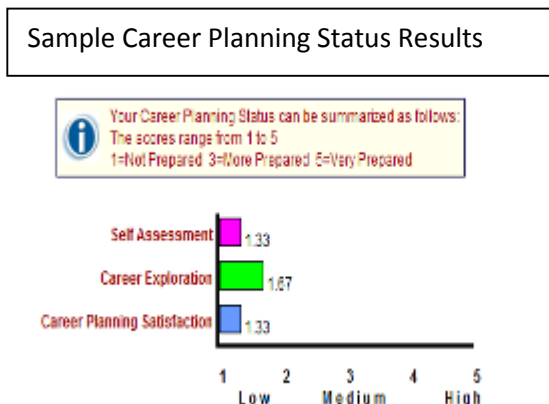 Sample Career Planning Status Results
Your Career Planning Status can be summarized as follows:
The scores range from 1 to 5
1=Not Prepared 3=More Prepared 5=Very Prepared
Self Assessment 1.33
Career Exploration 1.67
Career Planning Satisfaction 1.33
1 2 3 4 5
Low Medium High